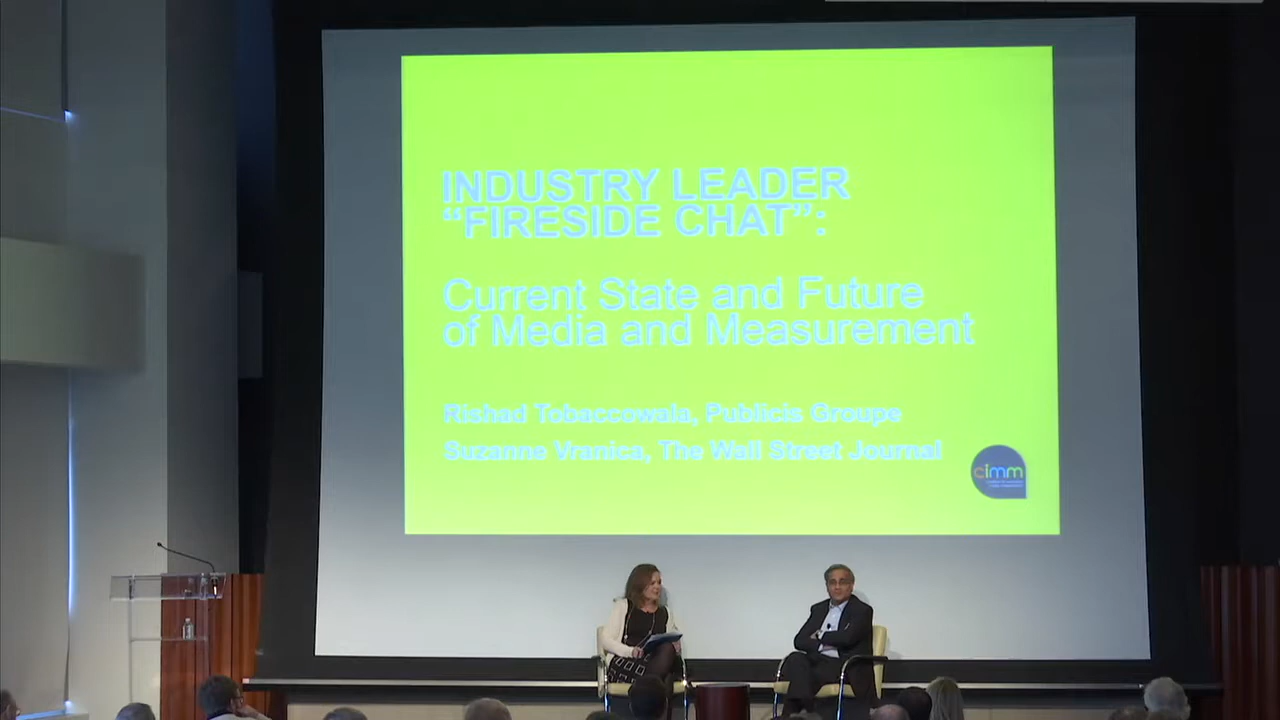 INDUSTRY LEADER
“FIRESIDE CHAT”:
Current State and Future
of Media and Measurement
Rishad Tobaccowala, Publicis Groupe
Suzanne Vranica, The Wall Street Journal
cimm